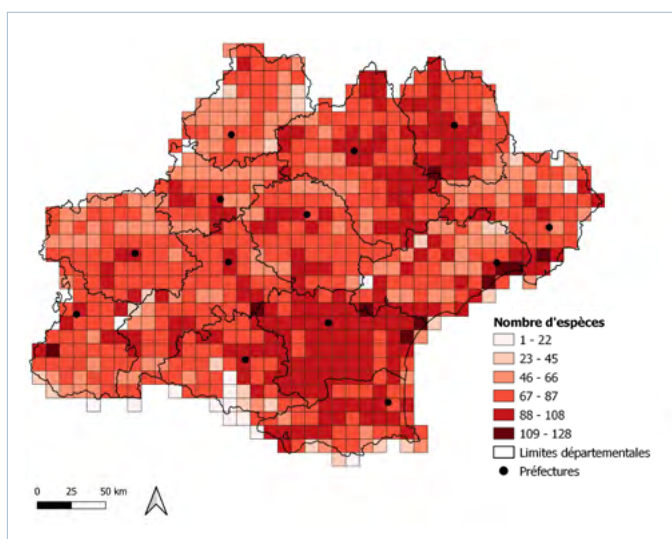 Nombre d'espèces
1 - 22
23 - 45
46 - 66
67 - 87
88 - 108
109 - 128
Limites départementales
Préfectures
0 25 50 km